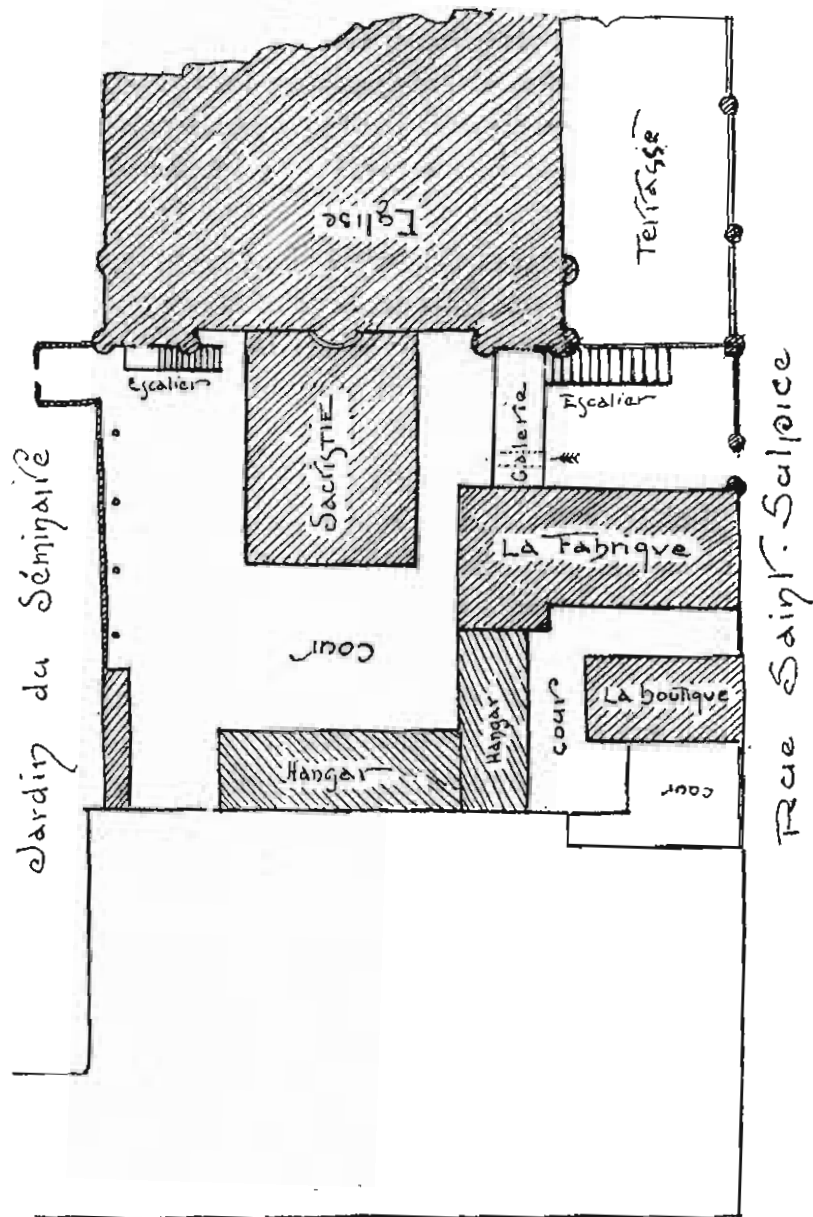 Eglise
Terrasse
Escalier
Galerie
Escalier
Sacristie
La Fabrique
Jardin du Séminaire
Rue Saint-Sulpice
Cour
Hangar
Cour
La boutique
Hangar
Cour